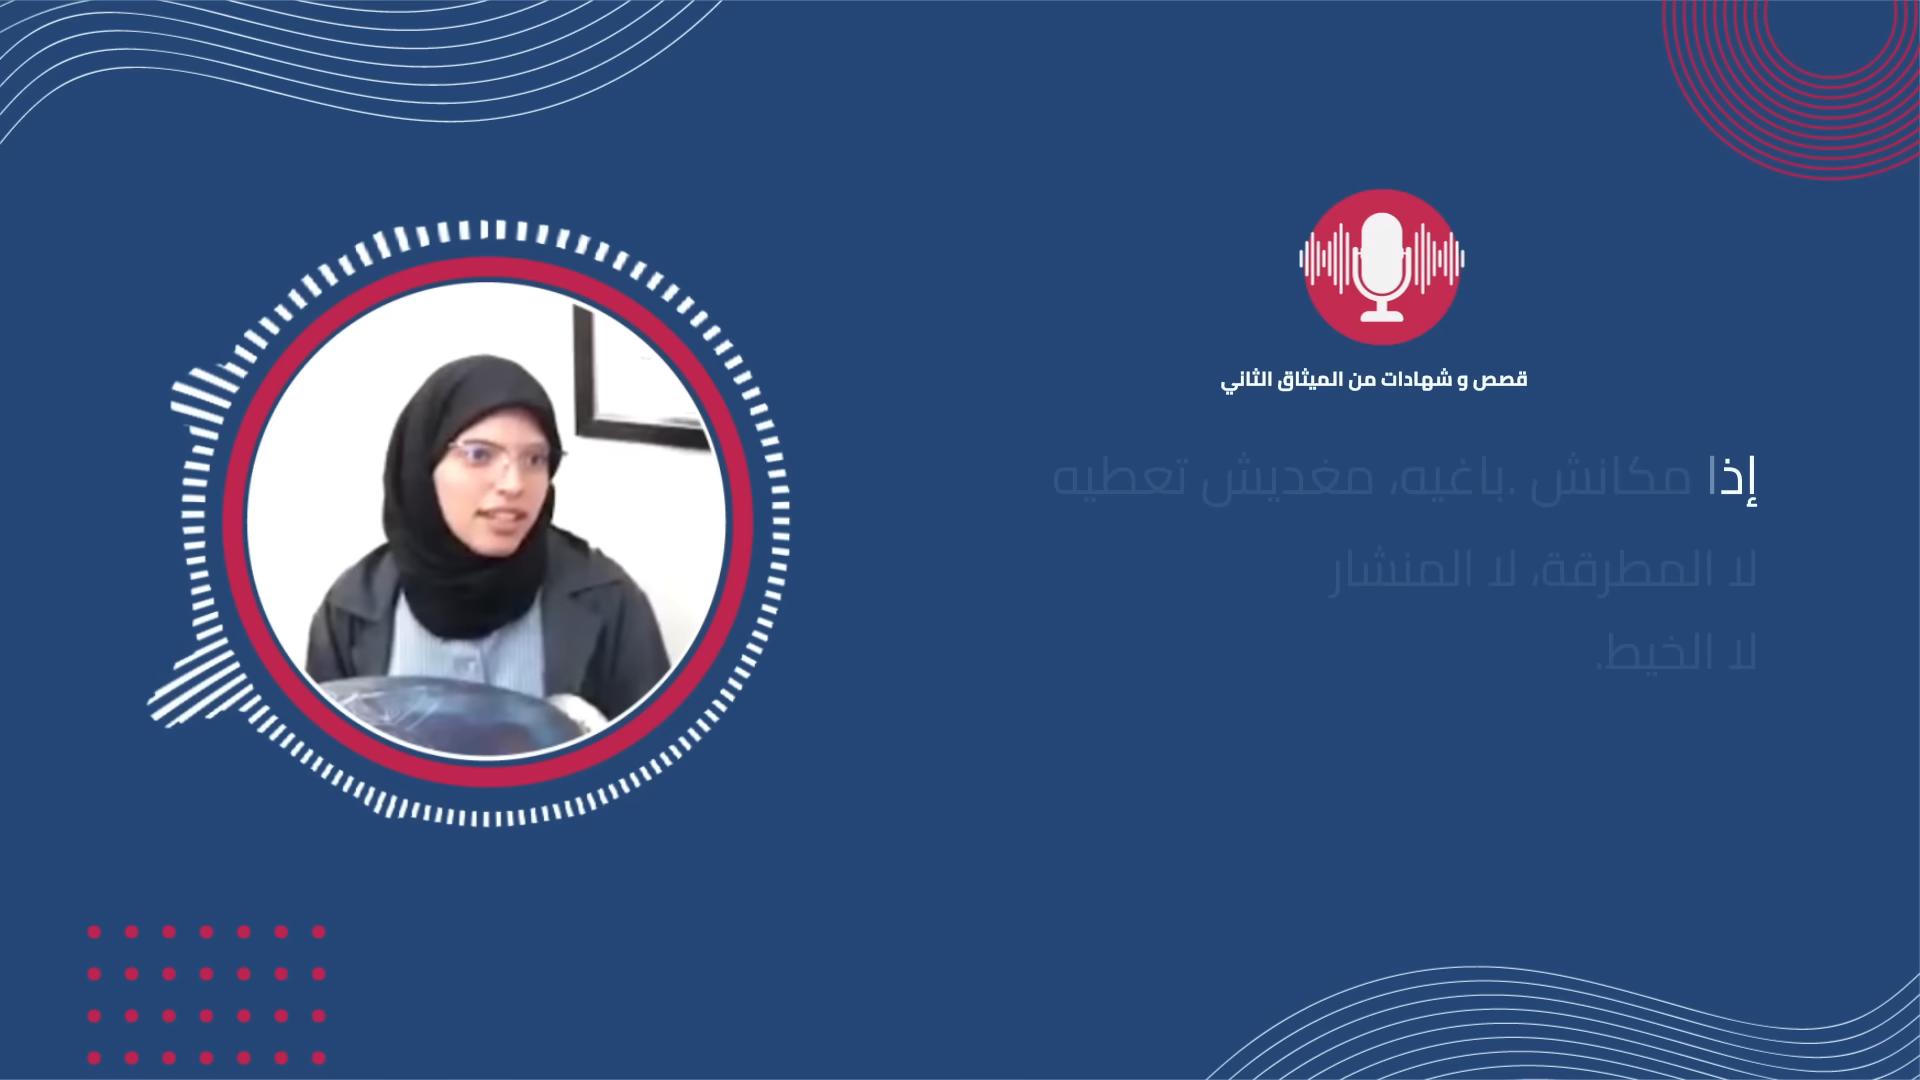 قصص و شهادات من الميثاق الثاني
إذا مكانش .باغيه، مغديش تعطيه
لا المطرقة، لا المنشار
لا الخيط.